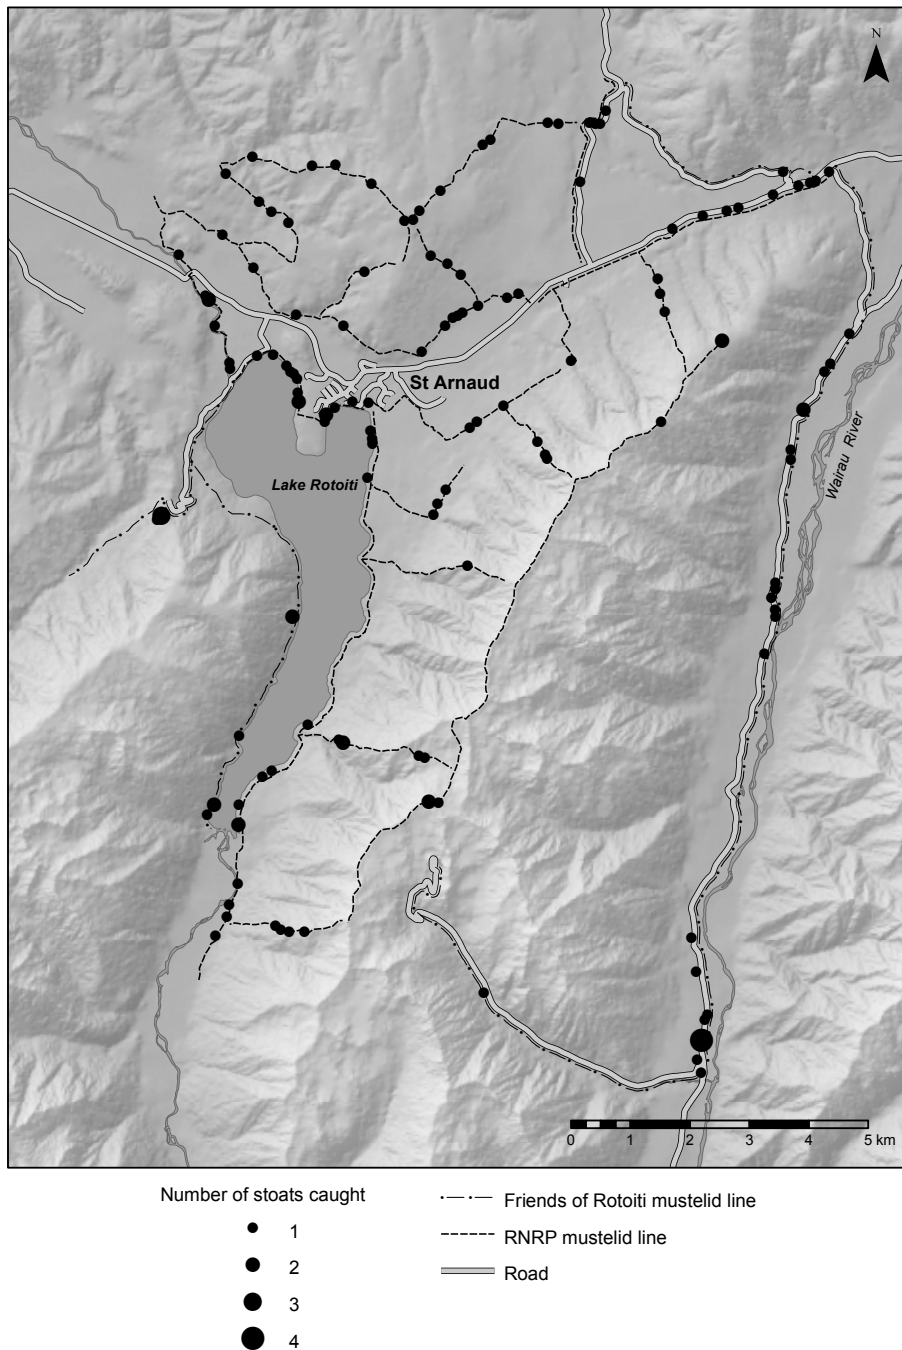 N
St Arnaud
Lake Rotoiti
Wairau River
0 1 2 3 4 5 km
Number of stoats caught
1
2
3
4
Friends of Rotoiti mustelid line
RNRP mustelid line
Road